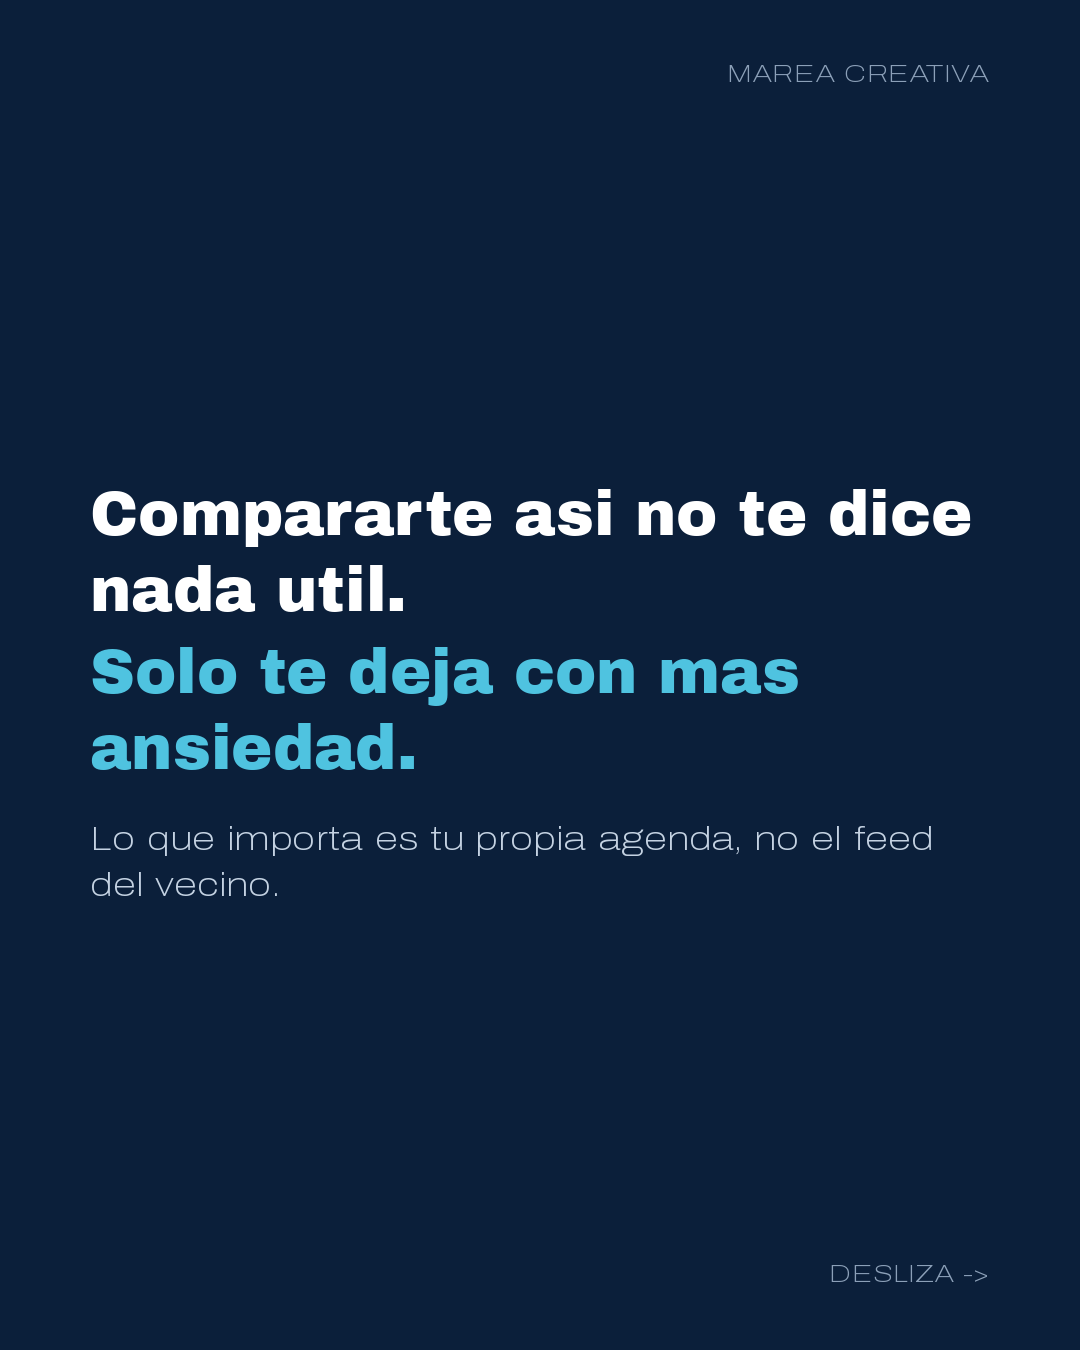 MAREA CREATIVA
Compararte asi no te dice
nada util.
Solo te deja con mas
ansiedad.
Lo que importa es tu propia agenda, no el feed
del vecino.
DESLIZA ->